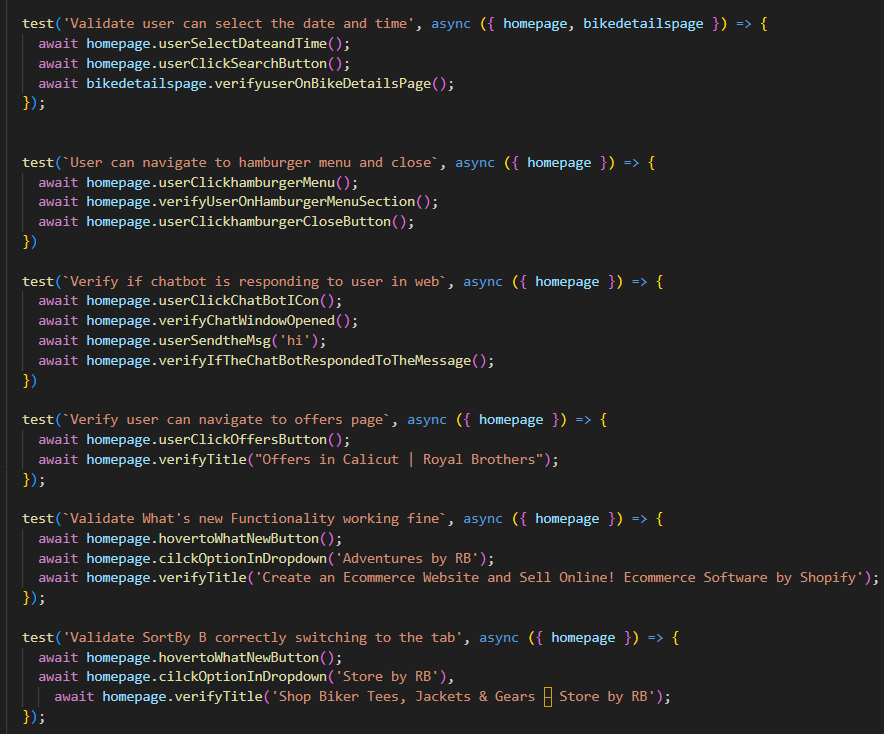 test('Validate user can select the date and time', async ({ homepage, bikedetailspage }) => {
  await homepage.userSelectDateandTime();
  await homepage.userClickSearchButton();
  await bikedetailspage.verifyuserOnBikeDetailsPage();
});
test(`User can navigate to hamburger menu and close`, async ({ homepage }) => {
  await homepage.userClickhamburgerMenu();
  await homepage.verifyUserOnHamburgerMenuSection();
  await homepage.userClickhamburgerCloseButton();
})
test(`Verify if chatbot is responding to user in web`, async ({ homepage }) => {
  await homepage.userClickChatBotICon();
  await homepage.verifyChatWindowOpened();
  await homepage.userSendtheMsg('hi');
  await homepage.verifyIfTheChatBotRespondedToTheMessage();
})
test(`Verify user can navigate to offers page`, async ({ homepage }) => {
  await homepage.userClickOffersButton();
  await homepage.verifyTitle("Offers in Calicut | Royal Brothers");
});
test(`Validate What's new Functionality working fine`, async ({ homepage }) => {
  await homepage.hovertoWhatNewButton();
  await homepage.cilckOptionInDropdown('Adventures by RB');
  await homepage.verifyTitle('Create an Ecommerce Website and Sell Online! Ecommerce Software by Shopify');
});
test('Validate SortBy B correctly switching to the tab', async ({ homepage }) => {
  await homepage.hovertoWhatNewButton();
  await homepage.cilckOptionInDropdown('Store by RB'),
    await homepage.verifyTitle('Shop Biker Tees, Jackets & Gears Store by RB');
});